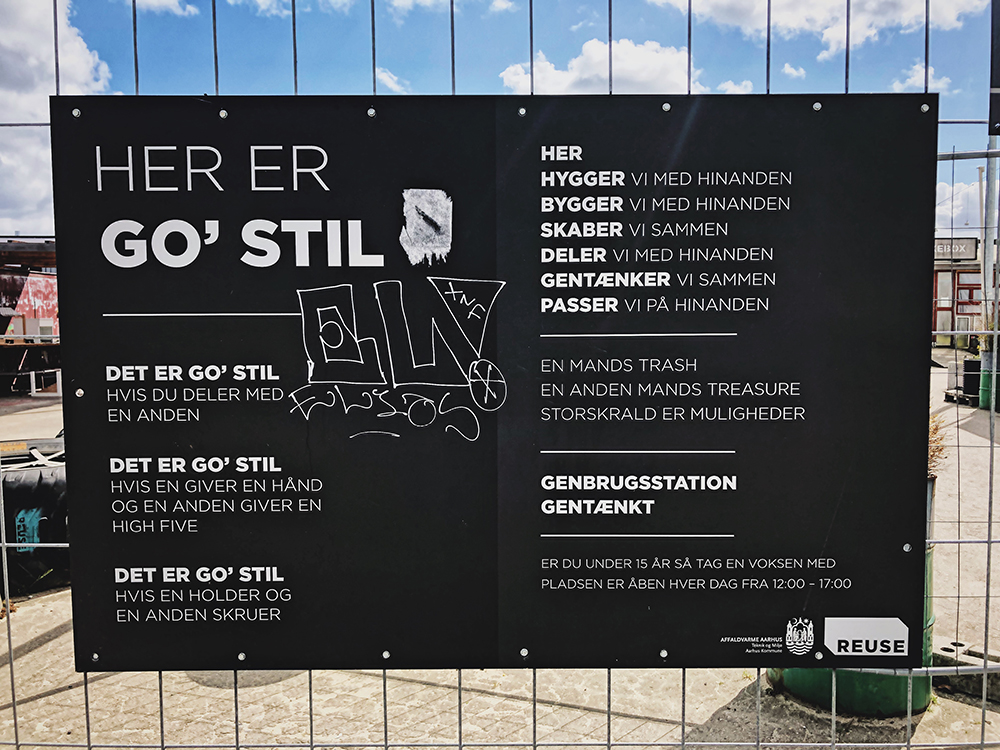 HER ER
GO' STIL
DET ER GO' STIL
HVIS DU DELER MED
EN ANDEN
DET ER GO' STIL
HVIS EN GIVER EN HÅND
OG EN ANDEN GIVER EN
HIGH FIVE
DET ER GO' STIL
HVIS EN HOLDER OG
EN ANDEN SKRUER
HER
HYGGER VI MED HINANDEN
BYGGER VI MED HINANDEN
SKABER VI SAMMEN
DELER VI MED HINANDEN
GENTÆNKER VI SAMMEN
PASSER VI PÅ HINANDEN
EN MANDS TRASH
EN ANDEN MANDS TREASURE
STORSKRALD ER MULIGHEDER
GENBRUGSSTATION
GENTÆNKT
ER DU UNDER 15 ÅR SÅ TAG EN VOKSEN MED
PLADSEN ER ÅBEN HVER DAG FRA 12:00 – 17:00
AFFALDVARME AARHUS
Teknik og Miljø
Aarhus Kommune
REUSE